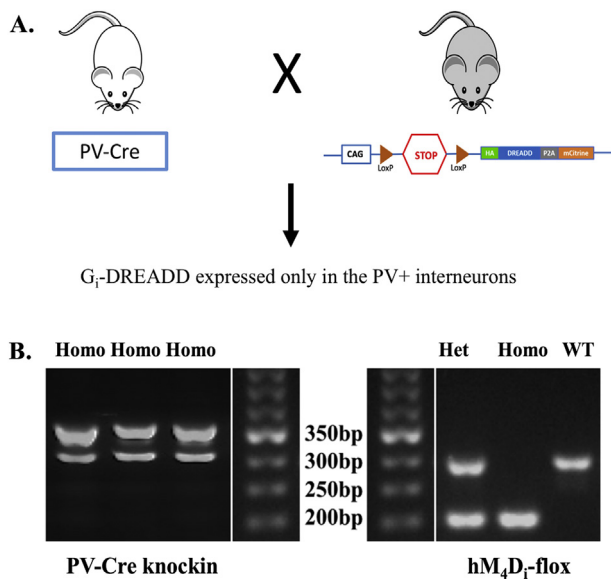 A.
X
PV-Cre
CAG
LoxP
STOP
LoxP
HA DREADD P2A mCitrine
Gi-DREADD expressed only in the PV+ interneurons
B.
Homo Homo Homo
Het Homo WT
350bp
300bp
250bp
200bp
PV-Cre knockin
hM4Di-flox